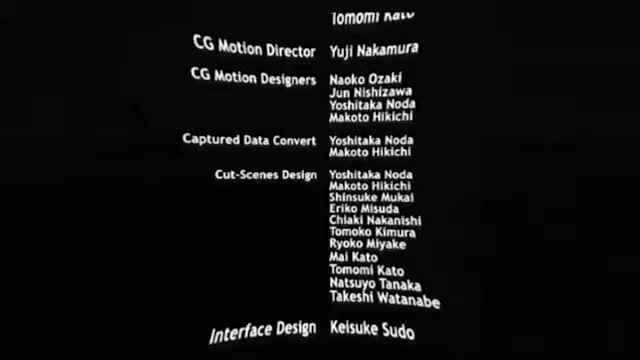 Tomomi Kato
CG Motion Director Yuji Nakamura
CG Motion Designers Naoko Ozaki
Jun Nishizawa
Yoshitaka Noda
Makoto Hikichi
Captured Data Convert Yoshitaka Noda
Makoto Hikichi
Cut-Scenes Design Yoshitaka Noda
Makoto Hikichi
Shinsuke Mukai
Eriko Misuda
Chiaki Nakanishi
Tomoko Kimura
Ryoko Miyake
Mai Kato
Tomomi Kato
Natsuyo Tanaka
Takeshi Watanabe
Interface Design Keisuke Sudo